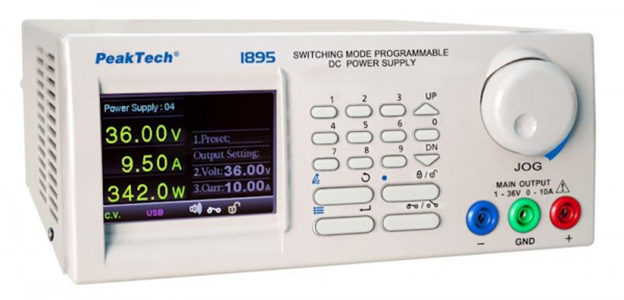 PeakTech® 1895
SWITCHING MODE PROGRAMMABLE
DC POWER SUPPLY
Power Supply : 04
36.00V
9.50A
342.0W
1.Preset:
Output Setting:
2.Volt:36.00V
3.Curr:10.00A
C.V. USB
1 2 3 UP
4 5 6 0
7 8 9 DN
JOG
MAIN OUTPUT
1 - 36V 0 - 10A
− GND +